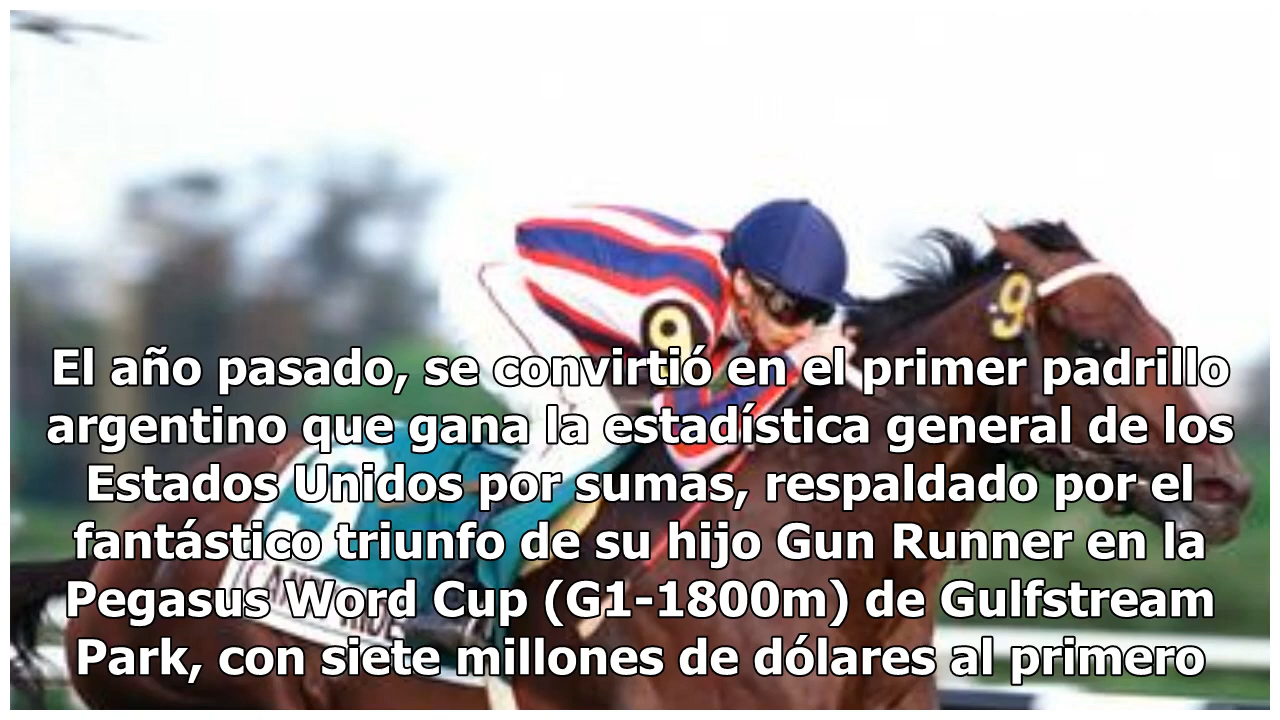 9
9
El año pasado, se convirtió en el primer padrillo
argentino que gana la estadística general de los
Estados Unidos por sumas, respaldado por el
fantástico triunfo de su hijo Gun Runner en la
Pegasus Word Cup (G1-1800m) de Gulfstream
Park, con siete millones de dólares al primero